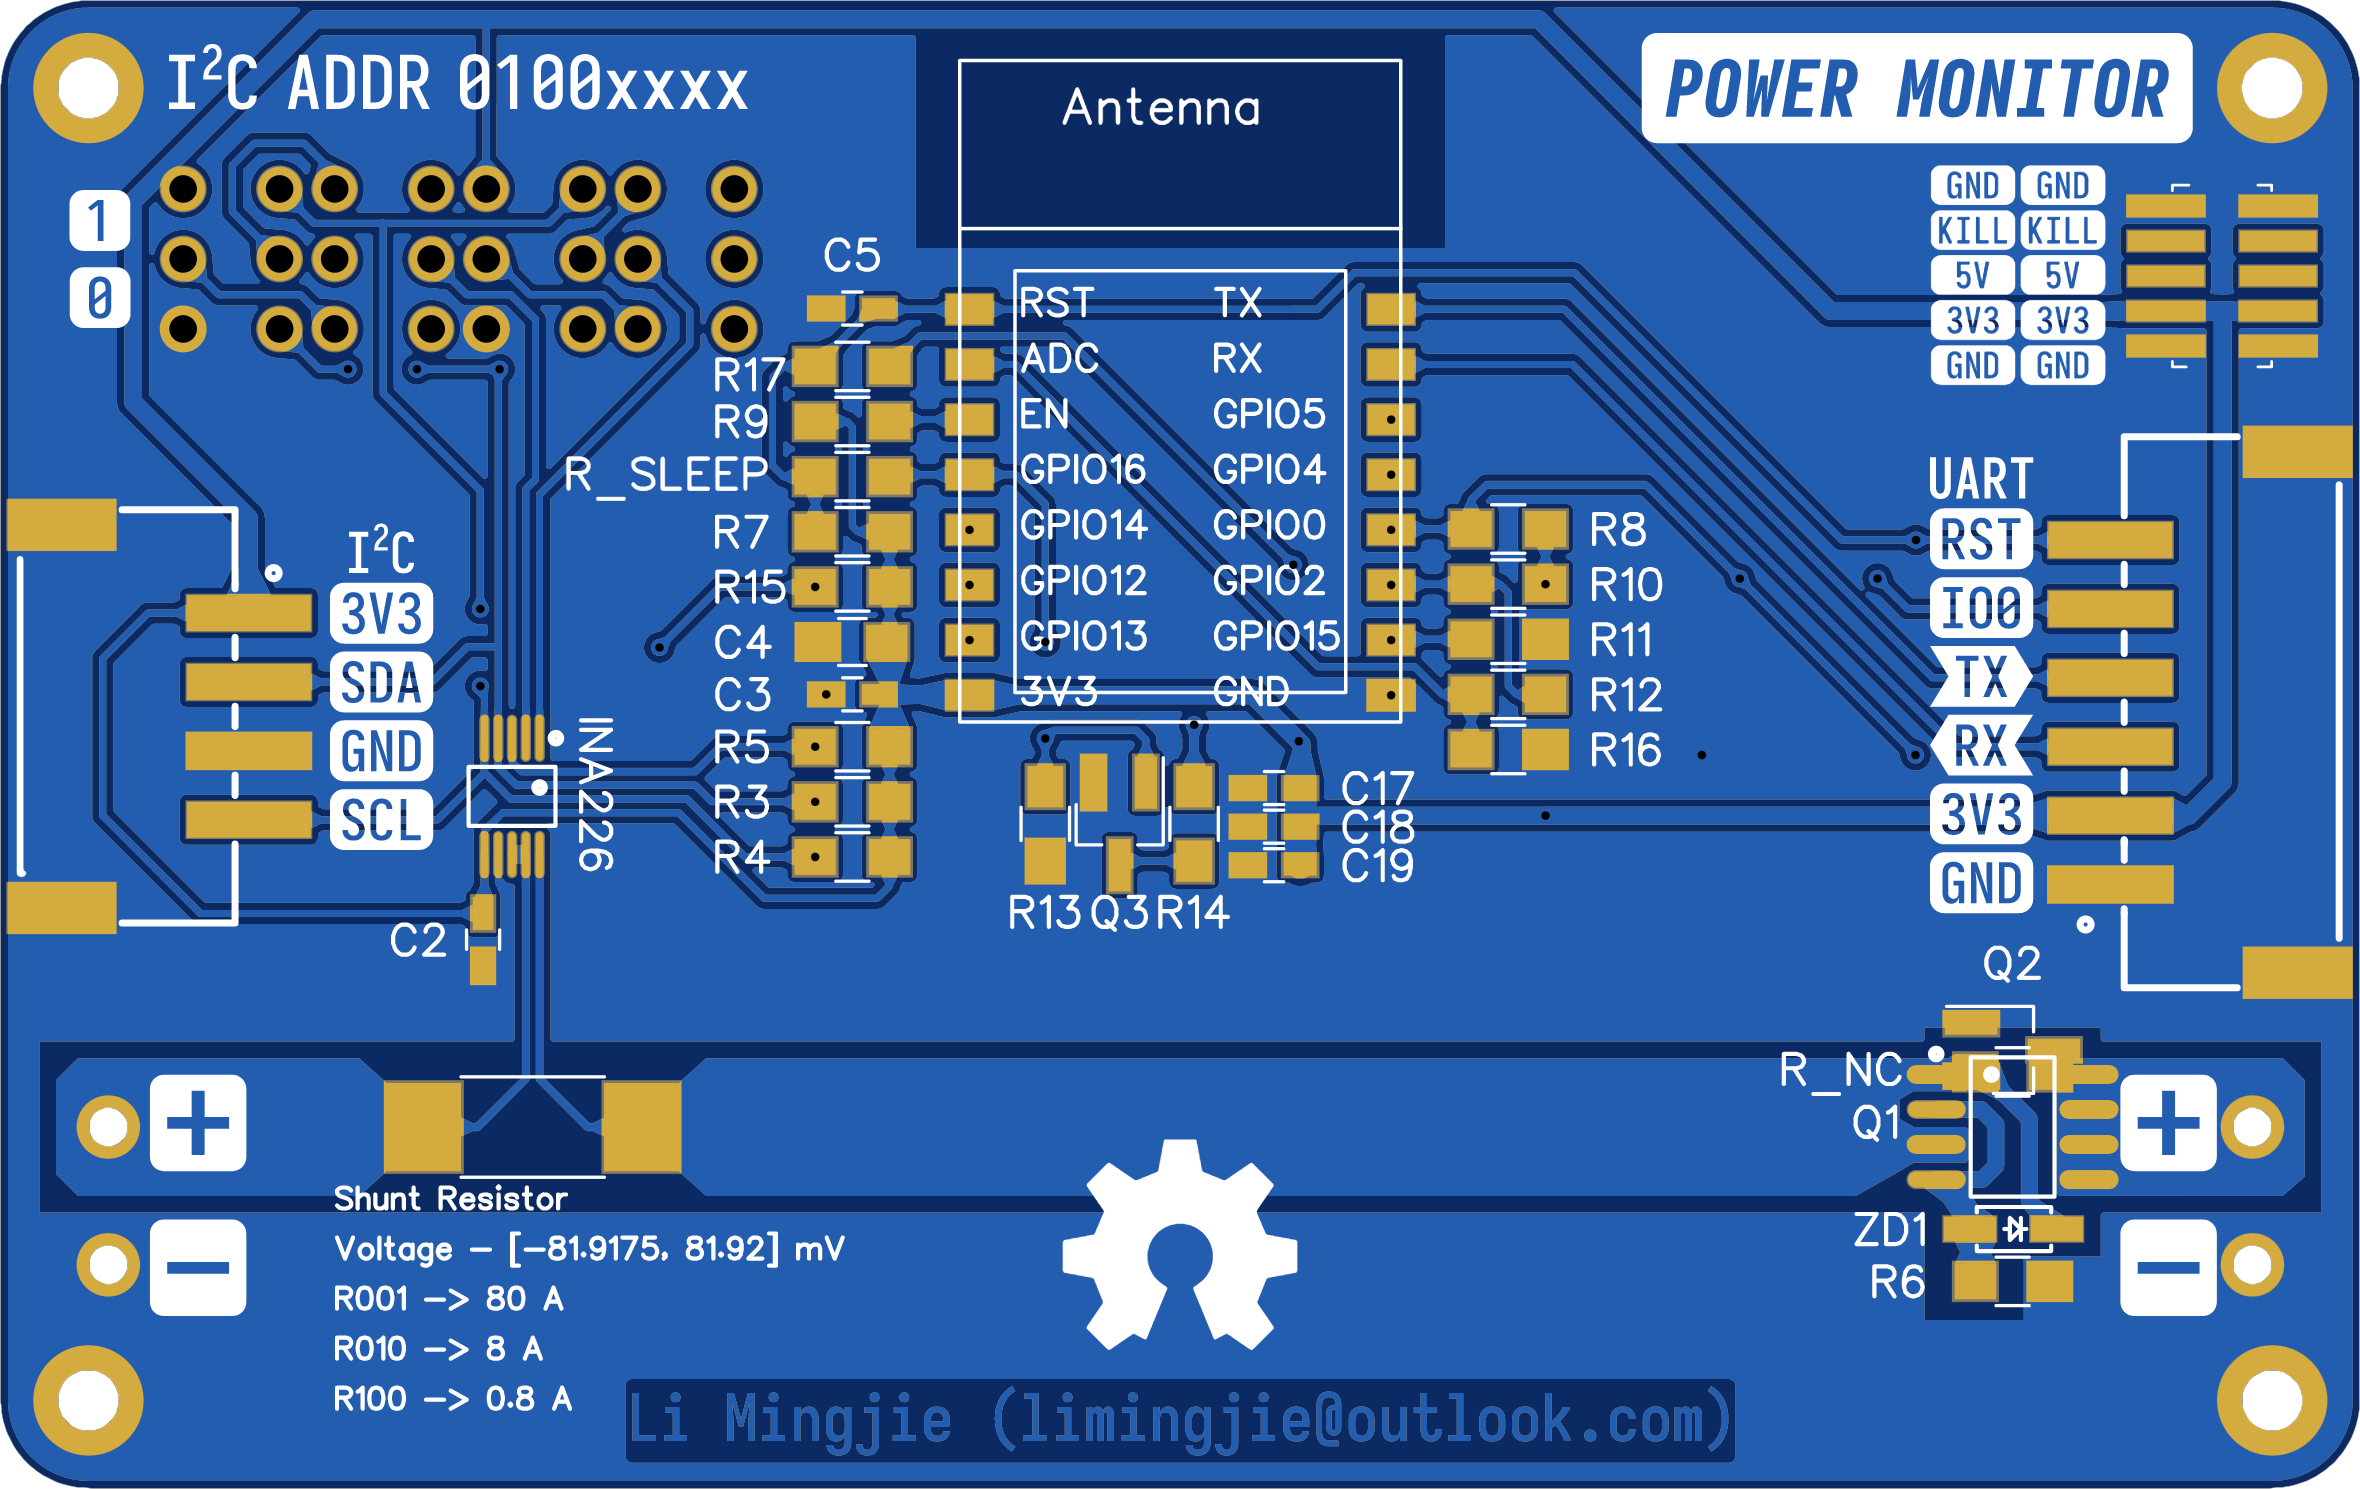 I²C ADDR 0100xxxx
POWER MONITOR
Antenna
1
0
GND GND
KILL KILL
5V 5V
3V3 3V3
GND GND
C5
R17
R9
R_SLEEP
R7
R15
C4
C3
R5
R3
R4
RST TX
ADC RX
EN GPIO5
GPIO16 GPIO4
GPIO14 GPIO0
GPIO12 GPIO2
GPIO13 GPIO15
3V3 GND
R8
R10
R11
R12
R16
UART
RST
IO0
TX
RX
3V3
GND
I²C
3V3
SDA
GND
SCL
INA226
C2
C17
C18
C19
R13 Q3 R14
Q2
R_NC
Q1
ZD1
R6
+
−
+
−
Shunt Resistor
Voltage - [-81.9175, 81.92] mV
R001 -> 80 A
R010 -> 8 A
R100 -> 0.8 A
Li Mingjie (limingjie@outlook.com)